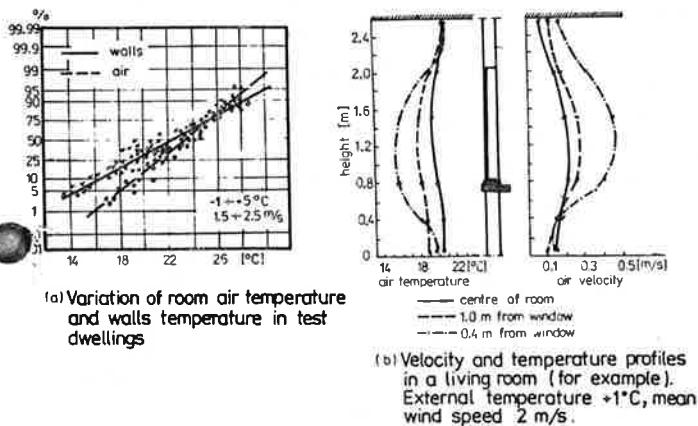 %
99.99
99.9
99
95
90
75
50
25
10
5
1
01
walls
air
-1 ÷ +5°C
1.5 ÷ 2.5 m/s
14 18 22 26 [°C]
(a) Variation of room air temperature
and walls temperature in test
dwellings
height [m]
2,4
2.0
1.6
1.2
0.8
0,4
0
14 18 22 [°C]
air temperature
0.1 0.3 0.5 [m/s]
air velocity
centre of room
1.0 m from window
0.4 m from window
(b) Velocity and temperature profiles
in a living room (for example).
External temperature +1°C, mean
wind speed 2 m/s.